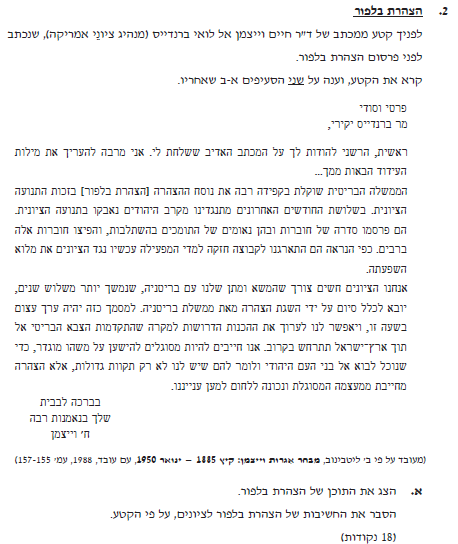 2. הצהרת בלפור
לפניך קטע ממכתב של ד"ר חיים וייצמן אל לואי ברנדייס (מנהיג ציוני אמריקה), שנכתב
לפני פרסום הצהרת בלפור.
קרא את הקטע, וענה על שני הסעיפים א-ב שאחריו.
פרטי וסודי
מר ברנדייס יקירי,
ראשית, הרשני להודות לך על המכתב האדיב ששלחת לי. אני מרבה להעריך את מילות
העידוד הבאות ממך...
הממשלה הבריטית שוקלת בקפידה רבה את נוסח ההצהרה [הצהרת בלפור] בזכות התנועה
הציונית. בשלושת החודשים האחרונים מתנגדינו מקרב היהודים נאבקו בתנועה הציונית.
הם פרסמו סדרה של חוברות ובהן נאומים של התומכים בהשתלבות, והפיצו חוברות אלה
ברבים. כפי הנראה הם התארגנו לקבוצה חזקה למדי המפעילה עכשיו נגד הציונים את מלוא
השפעתה.
אנחנו הציונים חשים צורך שהמשא ומתן שלנו עם בריטניה, שנמשך יותר משלוש שנים,
יובא לכלל סיום על ידי השגת הצהרה מאת ממשלת בריטניה. למסמך כזה יהיה ערך עצום
בשעה זו, ויאפשר לנו לערוך את ההכנות הדרושות למקרה שהתקדמות הצבא הבריטי אל
תוך ארץ־ישראל תתרחש בקרוב. אנו חייבים להיות מסוגלים להישען על משהו מוגדר, כדי
שנוכל לבוא אל בני העם היהודי ולומר להם שיש לנו לא רק תקוות גדולות, אלא הצהרה
מחייבת ממעצמה המסוגלת ונכונה ללחום למען ענייננו.
בברכה לבבית
שלך בנאמנות רבה
ח' וייצמן
(מעובד על פי ב' ליטבינוב, מבחר אגרות וייצמן: קיץ 1885 – ינואר 1950, עם עובד, 1988, עמ' 157-155)
א. הצג את התוכן של הצהרת בלפור.
הסבר את החשיבות של הצהרת בלפור לציונים, על פי הקטע.
(18 נקודות)